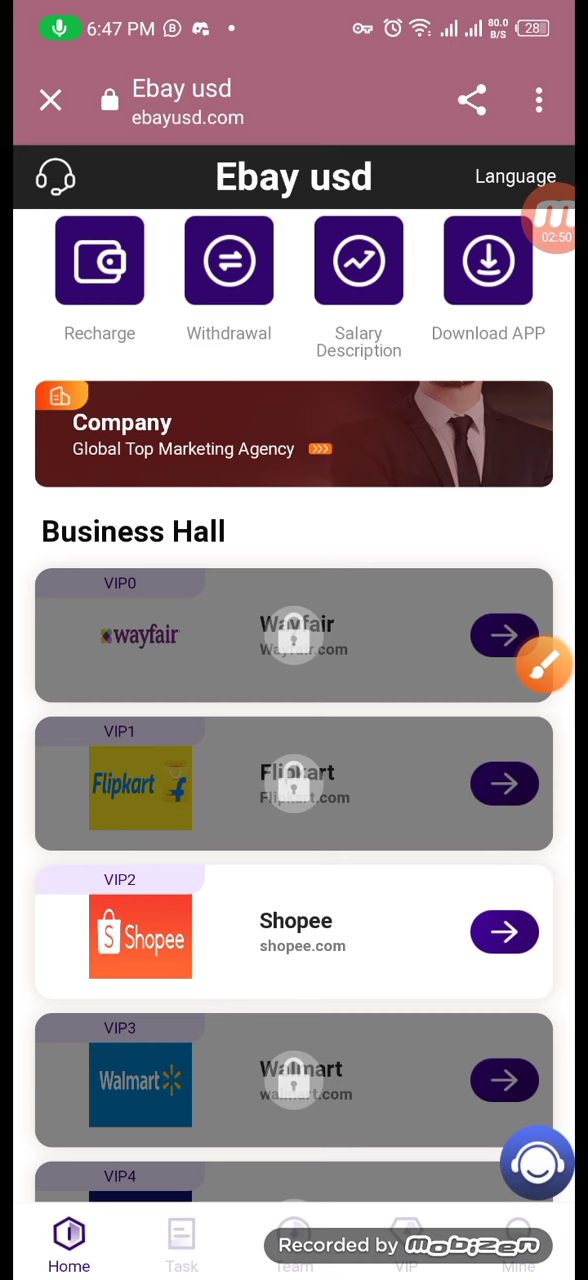 6:47 PM
80.0
B/S
28
Ebay usd
ebayusd.com
Ebay usd
Language
02:50
Recharge
Withdrawal
Salary
Description
Download APP
Company
Global Top Marketing Agency
Business Hall
VIP0
wayfair
Wayfair
Wayfair.com
VIP1
Flipkart
Flipkart
Flipkart.com
VIP2
Shopee
Shopee
shopee.com
VIP3
Walmart
Walmart
walmart.com
VIP4
Home
Task
Team
VIP
Mine
Recorded by mobizen